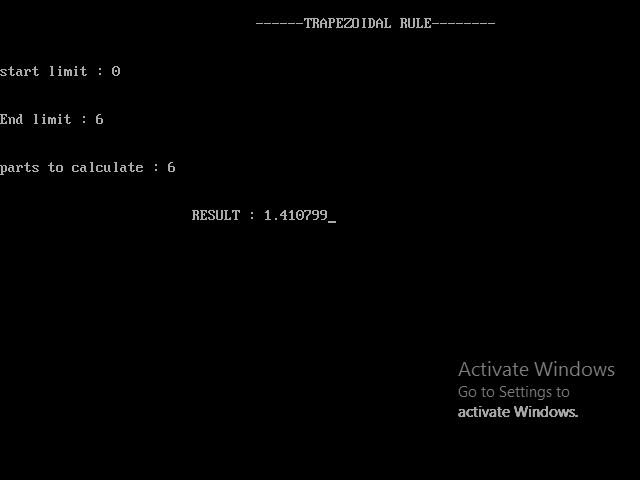 ------TRAPEZOIDAL RULE--------
start limit : 0
End limit : 6
parts to calculate : 6
RESULT : 1.410799_
Activate Windows
Go to Settings to
activate Windows.